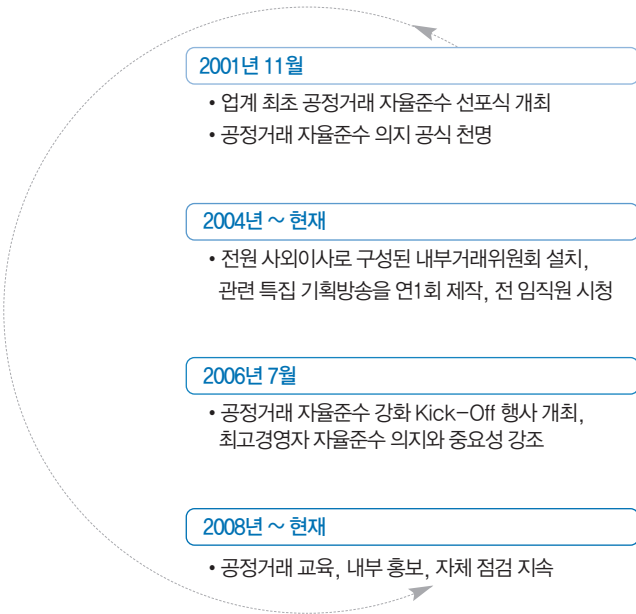 2001년 11월
• 업계 최초 공정거래 자율준수 선포식 개최
• 공정거래 자율준수 의지 공식 천명
2004년 ~ 현재
• 전원 사외이사로 구성된 내부거래위원회 설치,
관련 특집 기획방송을 연1회 제작, 전 임직원 시청
2006년 7월
• 공정거래 자율준수 강화 Kick-Off 행사 개최,
최고경영자 자율준수 의지와 중요성 강조
2008년 ~ 현재
• 공정거래 교육, 내부 홍보, 자체 점검 지속